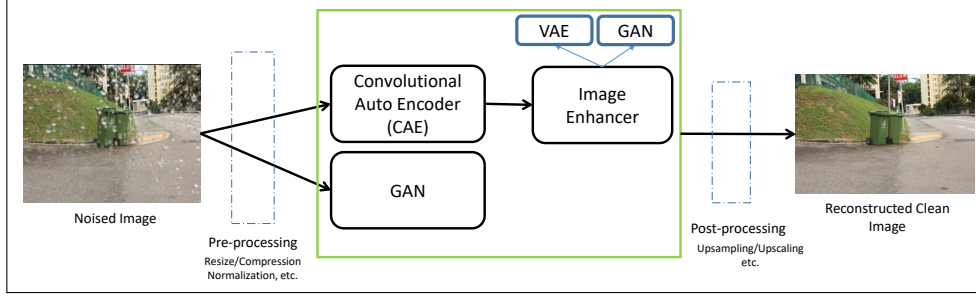 VAE
GAN
Convolutional
Auto Encoder
(CAE)
Image
Enhancer
GAN
Noised Image
Pre-processing
Resize/Compression
Normalization, etc.
Post-processing
Upsampling/Upscaling
etc.
Reconstructed Clean
Image